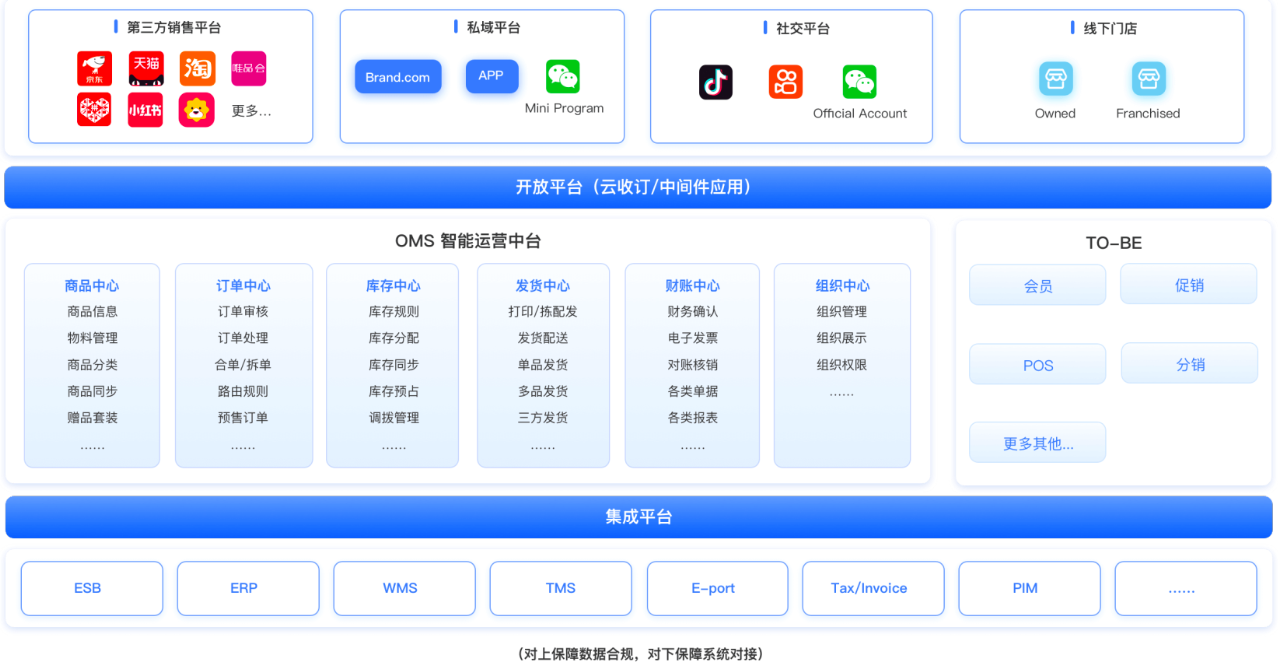 第三方销售平台
京东
天猫
淘
唯品会
小红书
更多...
私域平台
Brand.com
APP
Mini Program
社交平台
Official Account
线下门店
Owned
Franchised
开放平台（云收订/中间件应用）
OMS 智能运营中台
商品中心
商品信息
物料管理
商品分类
商品同步
赠品套装
......
订单中心
订单审核
订单处理
合单/拆单
路由规则
预售订单
......
库存中心
库存规则
库存分配
库存同步
库存预占
调拨管理
......
发货中心
打印/拣配发
发货配送
单品发货
多品发货
三方发货
......
财账中心
财务确认
电子发票
对账核销
各类单据
各类报表
......
组织中心
组织管理
组织展示
组织权限
......
TO-BE
会员
促销
POS
分销
更多其他...
集成平台
ESB
ERP
WMS
TMS
E-port
Tax/Invoice
PIM
......
（对上保障数据合规，对下保障系统对接）